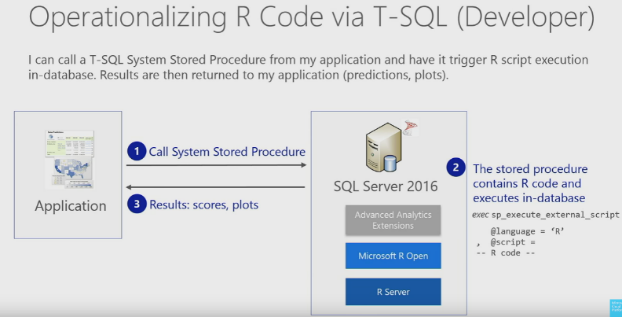 Operationalizing R Code via T-SQL (Developer)
I can call a T-SQL System Stored Procedure from my application and have it trigger R script execution
in-database. Results are then returned to my application (predictions, plots).
1 Call System Stored Procedure
3 Results: scores, plots
Application
SQL Server 2016
Advanced Analytics
Extensions
Microsoft R Open
R Server
2 The stored procedure
contains R code and
executes in-database
exec sp_execute_external_script
@language = ‘R’
, @script =
-- R code --